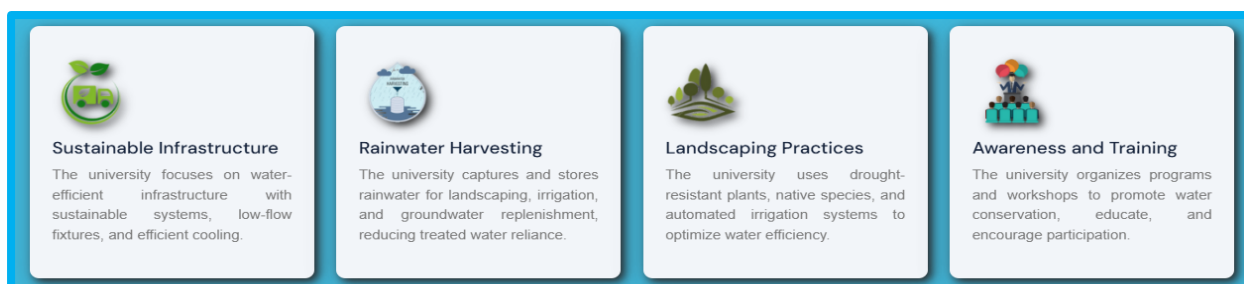 Sustainable Infrastructure
The university focuses on water-
efficient infrastructure with
sustainable systems, low-flow
fixtures, and efficient cooling.
HARVESTING
Rainwater Harvesting
The university captures and stores
rainwater for landscaping, irrigation,
and groundwater replenishment,
reducing treated water reliance.
Landscaping Practices
The university uses drought-
resistant plants, native species, and
automated irrigation systems to
optimize water efficiency.
Awareness and Training
The university organizes programs
and workshops to promote water
conservation, educate, and
encourage participation.